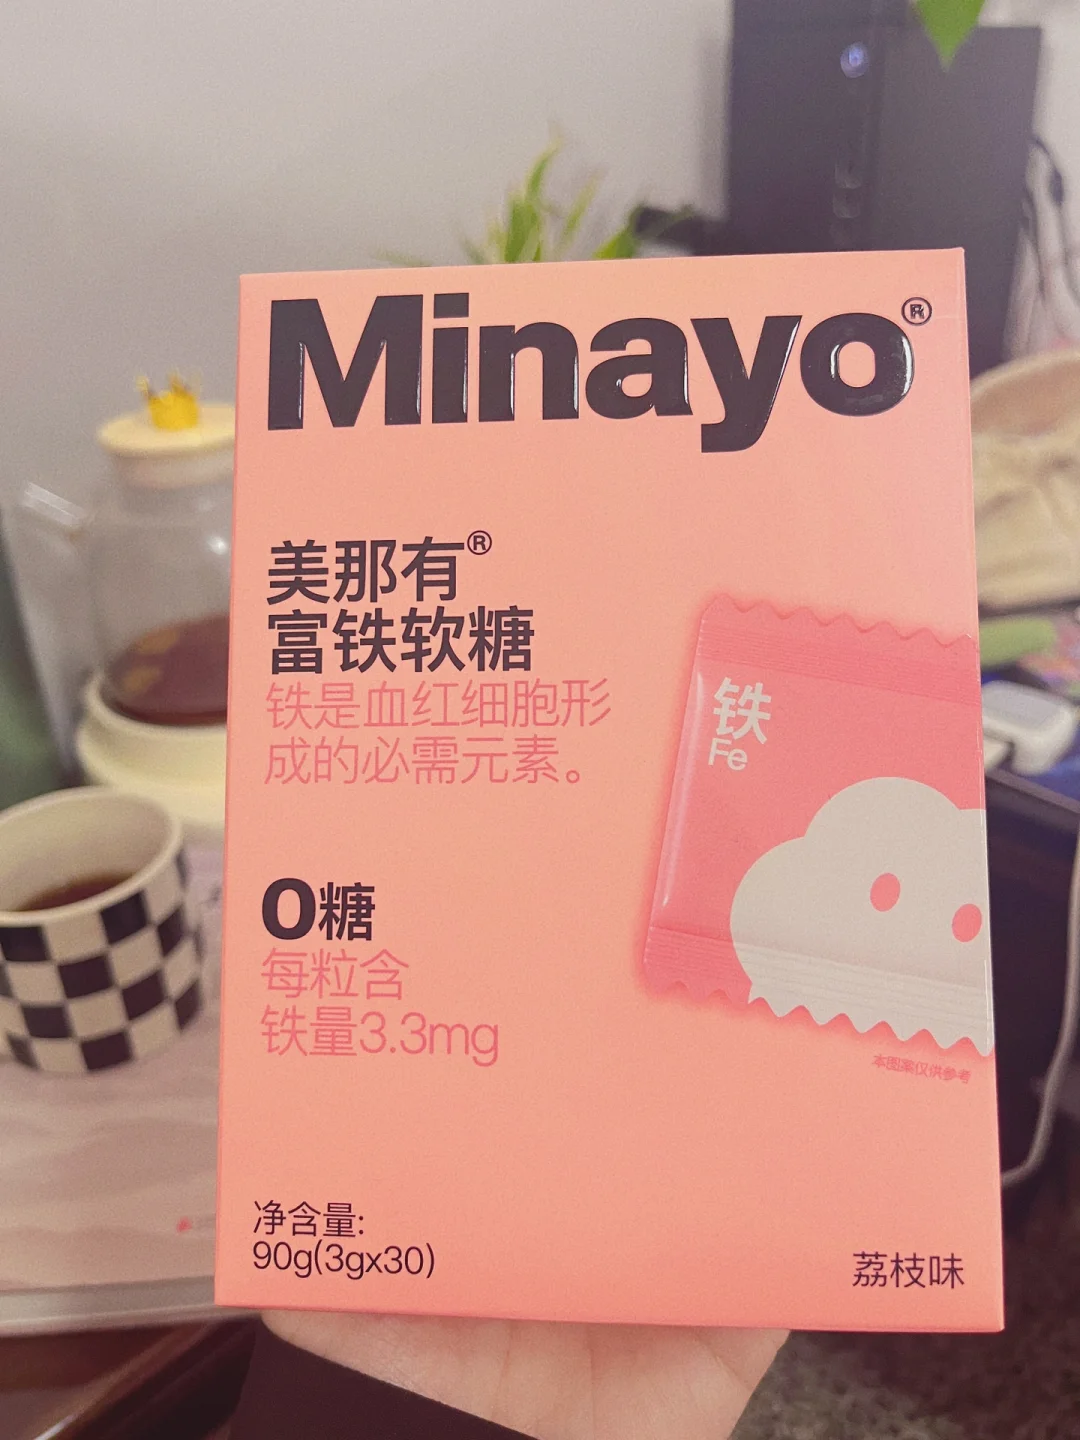 Minayo®
美那有®
富铁软糖
铁是血红细胞形
成的必需元素。
铁
Fe
0糖
每粒含
铁量3.3mg
本图案仅供参考
净含量:
90g(3gx30)
荔枝味